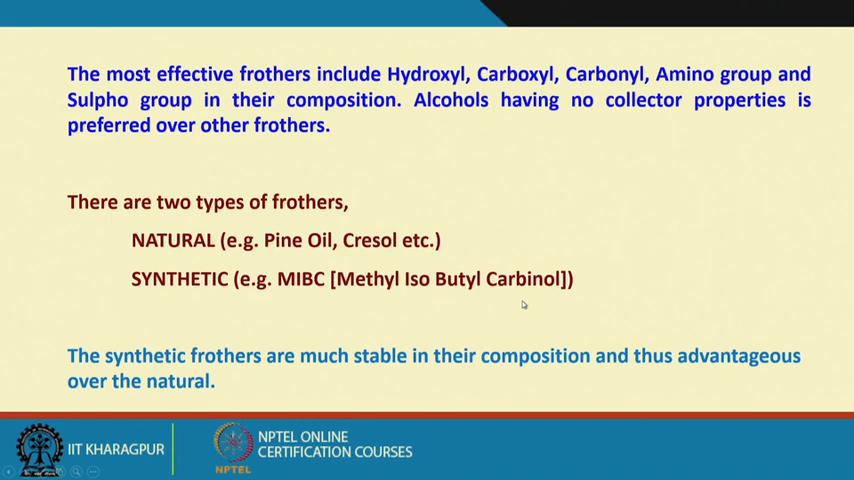 The most effective frothers include Hydroxyl, Carboxyl, Carbonyl, Amino group and
Sulpho group in their composition. Alcohols having no collector properties is
preferred over other frothers.
There are two types of frothers,
NATURAL (e.g. Pine Oil, Cresol etc.)
SYNTHETIC (e.g. MIBC [Methyl Iso Butyl Carbinol])
The synthetic frothers are much stable in their composition and thus advantageous
over the natural.
IIT KHARAGPUR
NPTEL ONLINE
CERTIFICATION COURSES
NPTEL